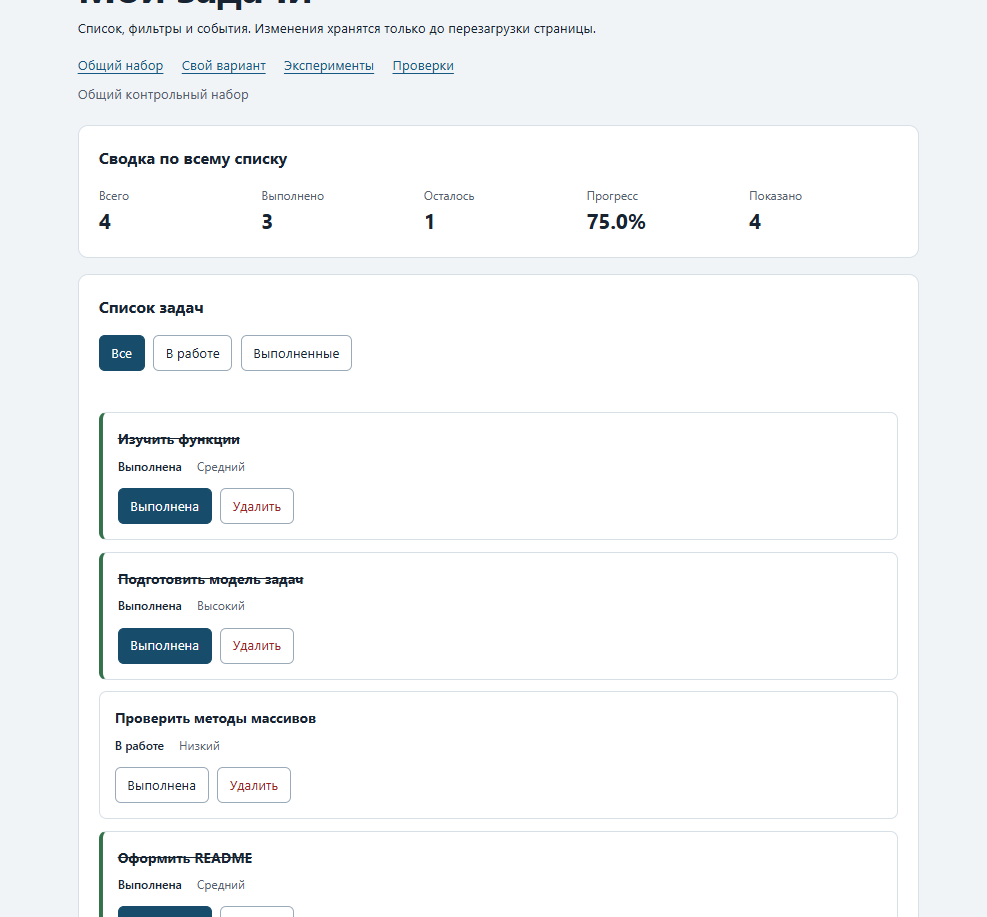 Мои задачи
Список, фильтры и события. Изменения хранятся только до перезагрузки страницы.
Общий набор Свой вариант Эксперименты Проверки
Общий контрольный набор
Сводка по всему списку
Всего Выполнено Осталось Прогресс Показано
4 3 1 75.0% 4
Список задач
Все В работе Выполненные
Изучить функции
Выполнена Средний
Выполнена Удалить
Подготовить модель задач
Выполнена Высокий
Выполнена Удалить
Проверить методы массивов
В работе Низкий
Выполнена Удалить
Оформить README
Выполнена Средний